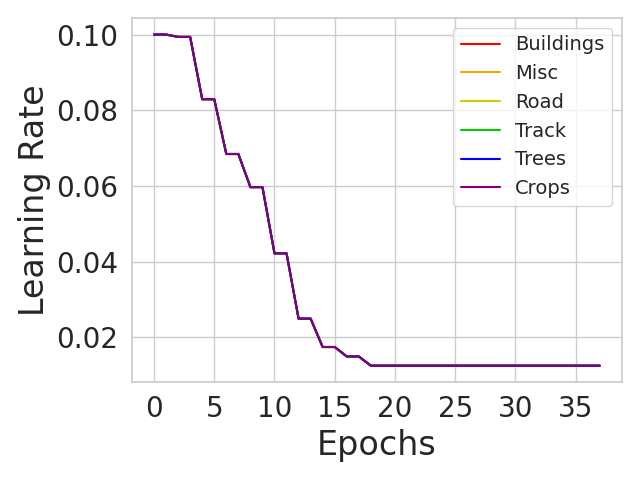 0.10
0.08
0.06
0.04
0.02
Learning Rate
Buildings
Misc
Road
Track
Trees
Crops
0 5 10 15 20 25 30 35
Epochs